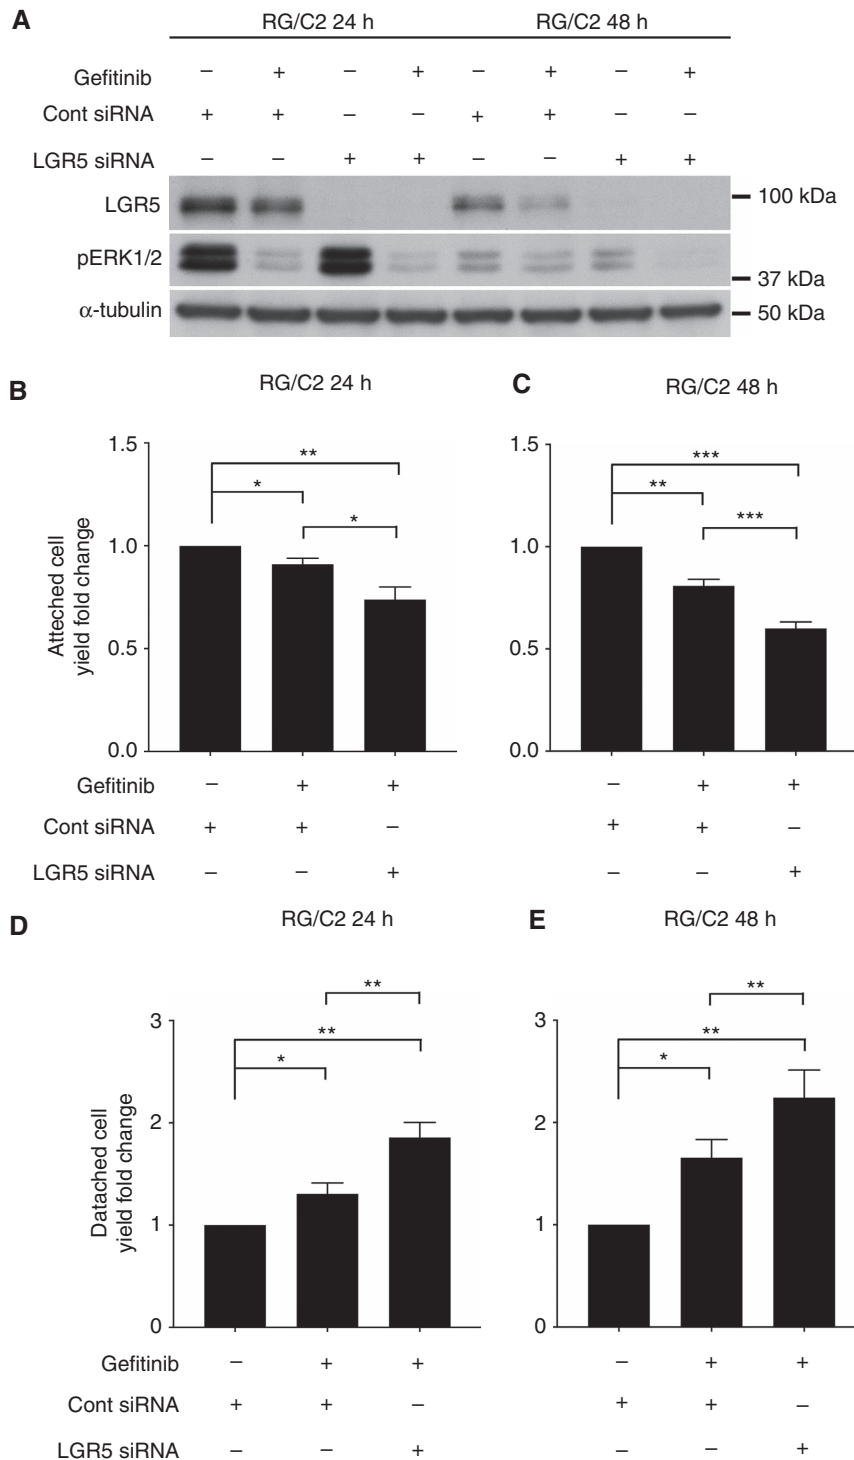 A
RG/C2 24 h RG/C2 48 h
Gefitinib – + – + – + – +
Cont siRNA + + – – + + – –
LGR5 siRNA – – + + – – + +
LGR5 100 kDa
pERK1/2 37 kDa
α-tubulin 50 kDa
B RG/C2 24 h
Atteched cell
yield fold change
1.5
1.0
0.5
0.0
** 
*
*
Gefitinib – + +
Cont siRNA + + –
LGR5 siRNA – – +
C RG/C2 48 h
1.5
1.0
0.5
0.0
***
**
***
– + +
+ + –
– – +
D RG/C2 24 h
Datached cell
yield fold change
3
2
1
0
**
**
*
Gefitinib – + +
Cont siRNA + + –
LGR5 siRNA – – +
E RG/C2 48 h
3
2
1
0
**
**
*
– + +
+ + –
– – +